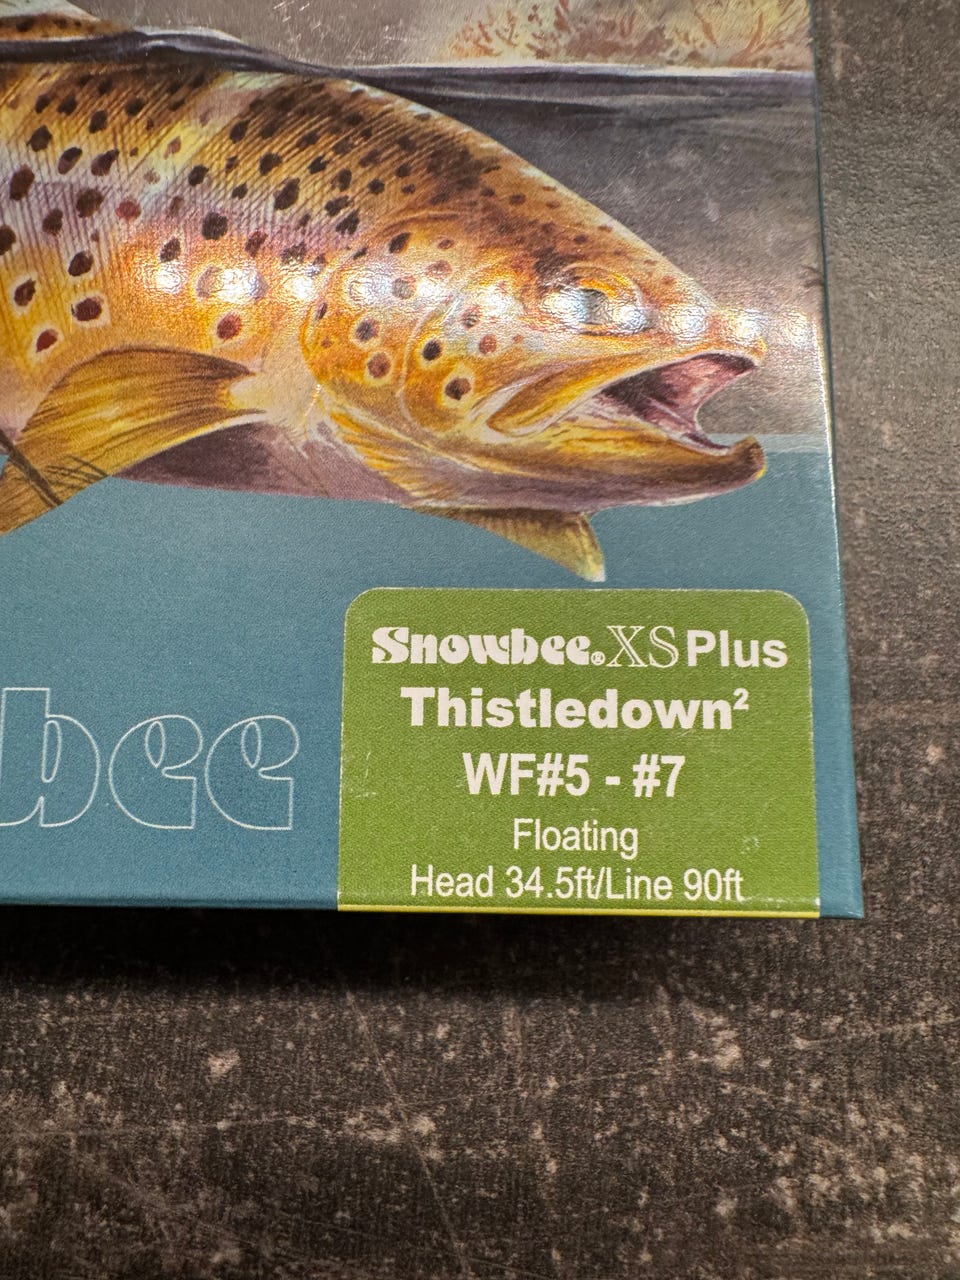 bee
Snowbee® XS Plus
Thistledown²
WF#5 - #7
Floating
Head 34.5ft/Line 90ft